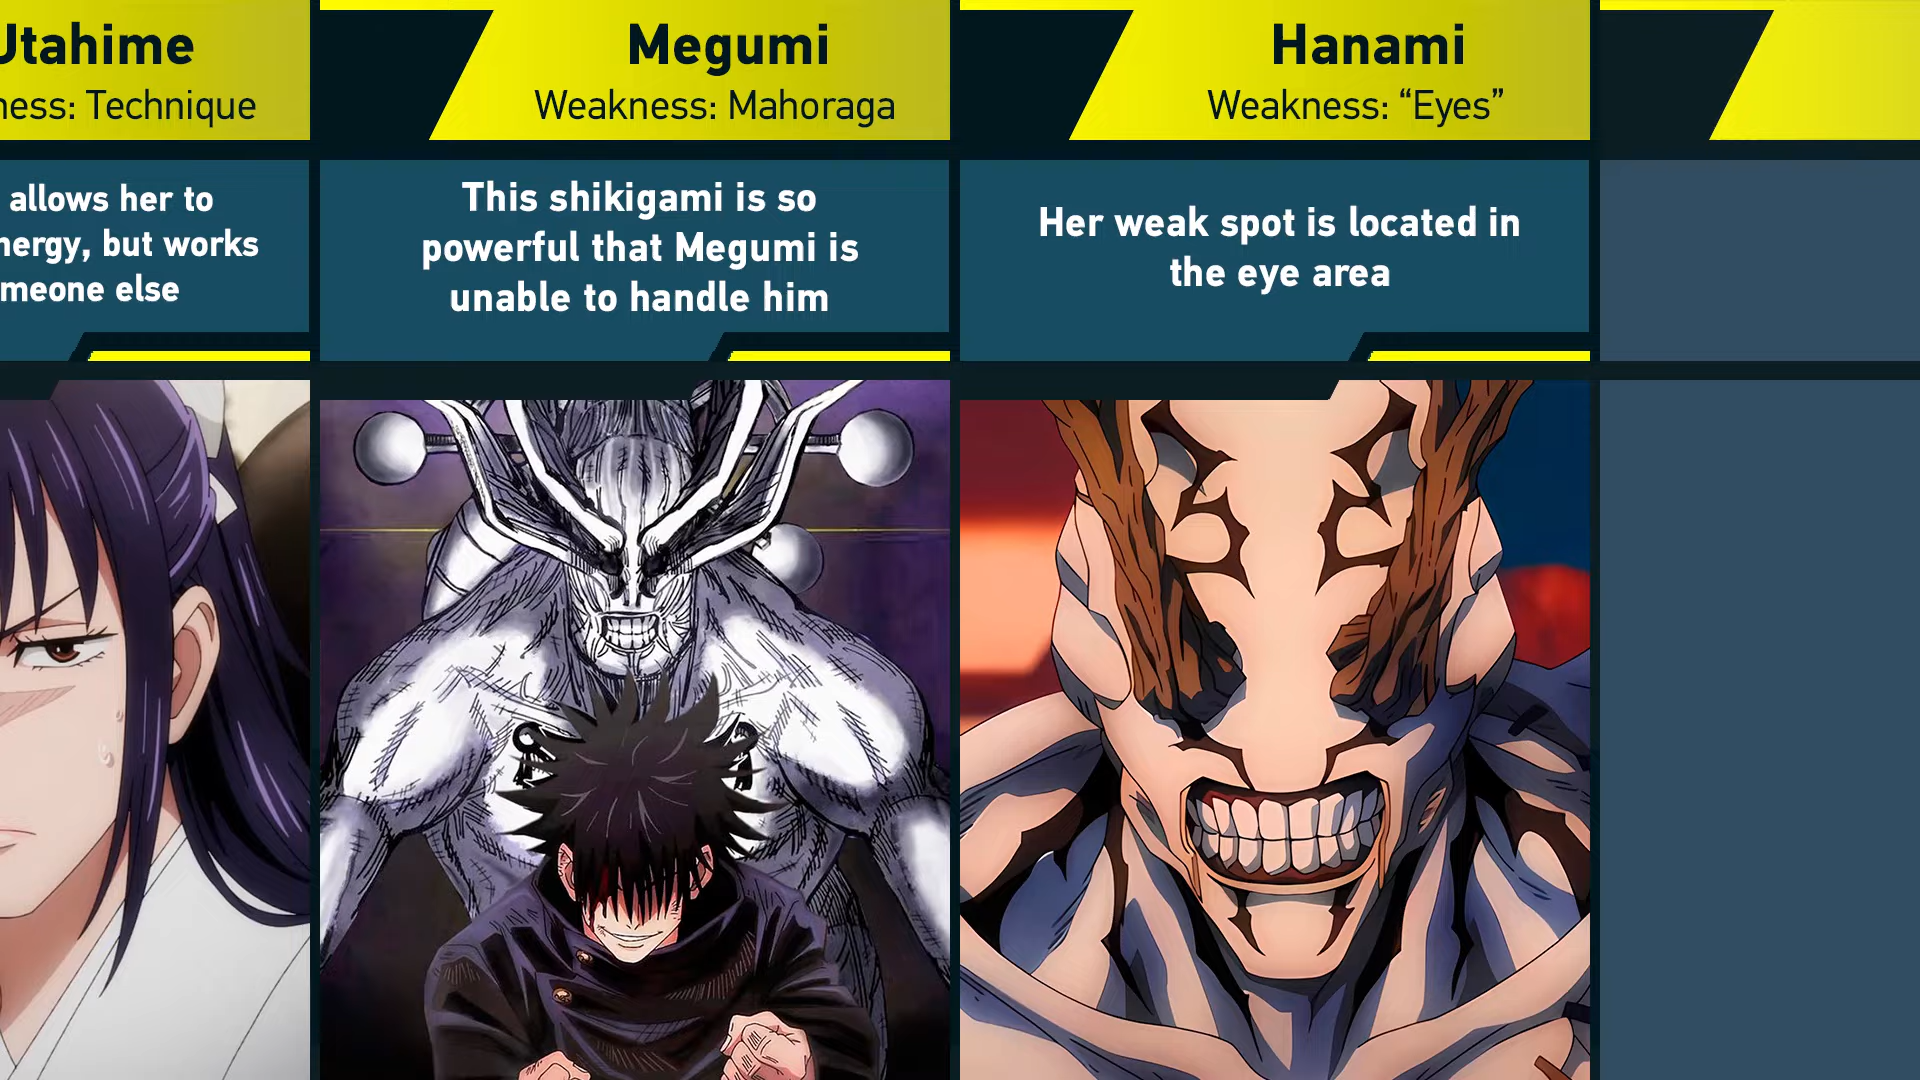 Utahime
ness: Technique
allows her to
nergy, but works
meone else
Megumi
Weakness: Mahoraga
This shikigami is so
powerful that Megumi is
unable to handle him
Hanami
Weakness: “Eyes”
Her weak spot is located in
the eye area